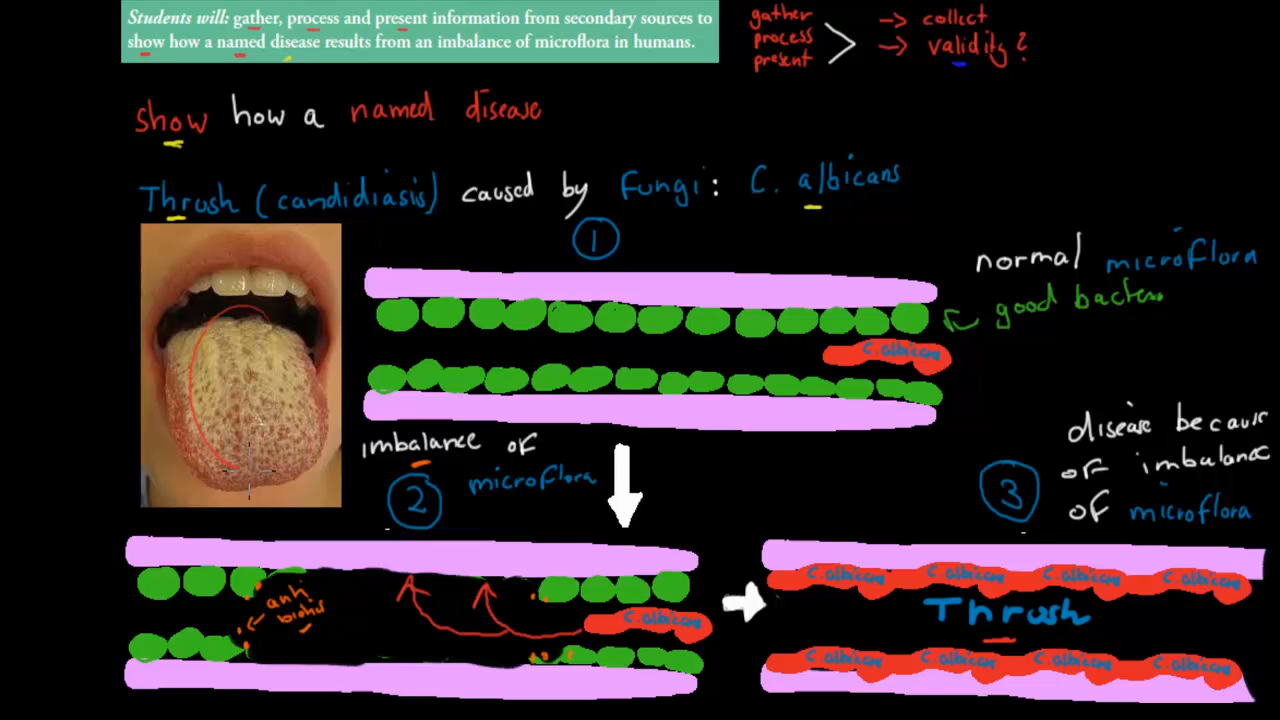 Students will: gather, process and present information from secondary sources to
show how a named disease results from an imbalance of microflora in humans.
gather
process
present
→ collect
→ validity?
Show how a named disease
Thrush (candidiasis) caused by Fungi: C. albicans
1
normal microflora
good bacteria
C.albicans
imbalance of
microflora
2
disease because
of imbalance
of microflora
3
anti
biotics
C.albicans
C.albicans C.albicans C.albicans C.albicans
Thrush
C.albicans C.albicans C.albicans C.albicans